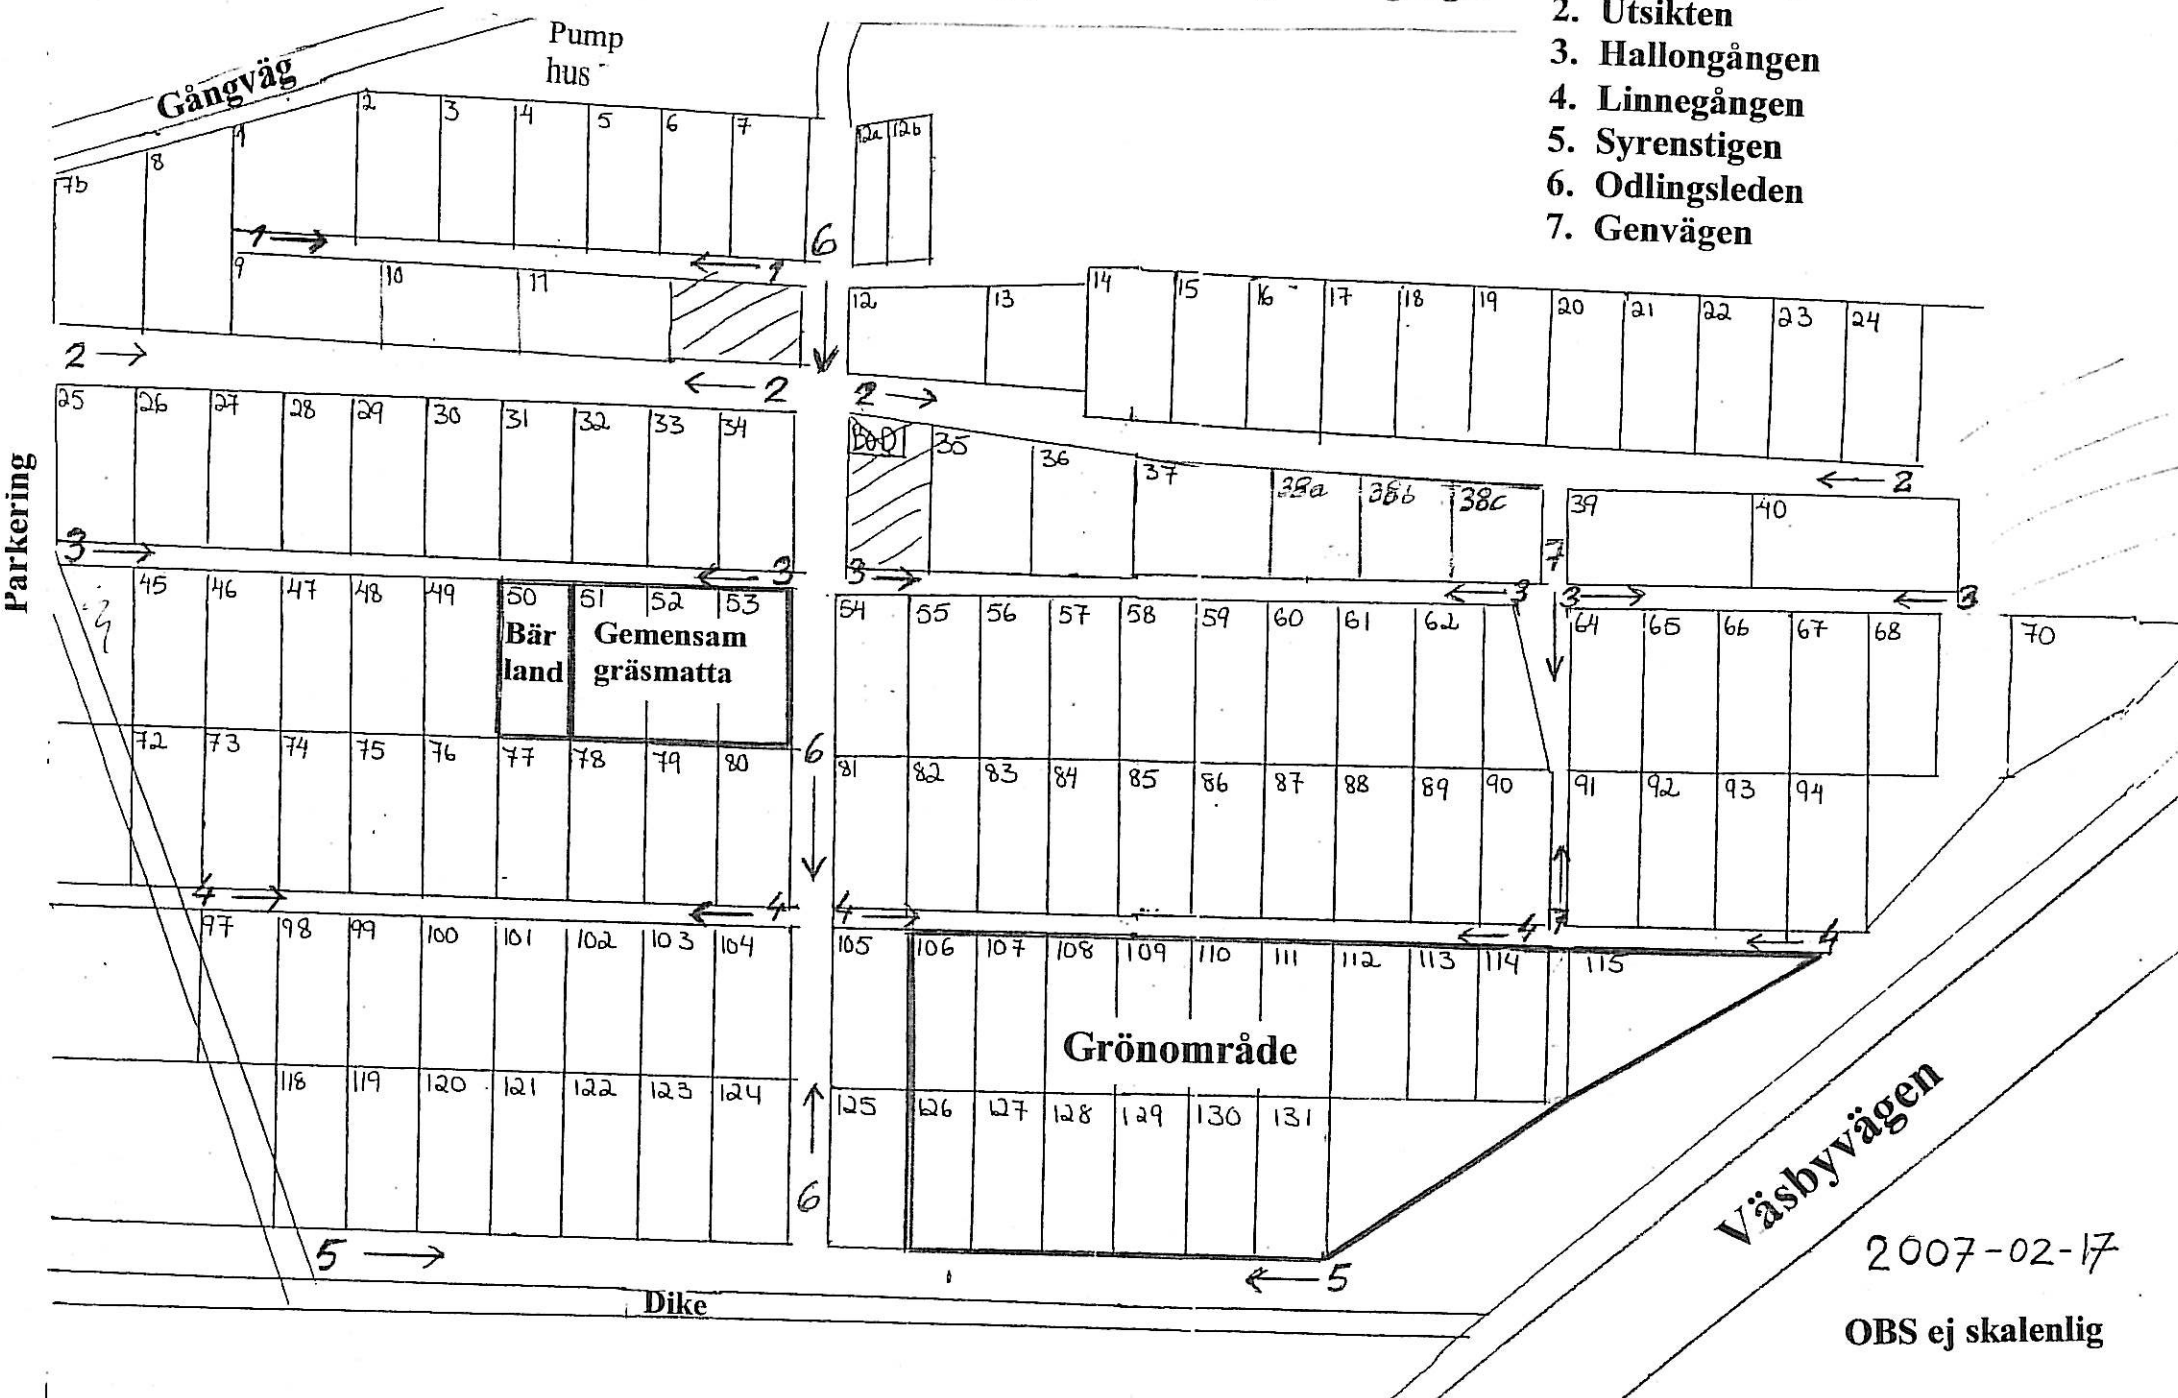 2. Utsikten
3. Hallongången
4. Linnegången
5. Syrenstigen
6. Odlingsleden
7. Genvägen
Pump
hus
Gångväg
1 2 3 4 5 6 7 12a 12b
7b 8
1 1 6
9 10 11 12 13 14 15 16 17 18 19 20 21 22 23 24
2 2 2 2
25 26 27 28 29 30 31 32 33 34 BOD 35 36 37 38a 38b 38c 39 40
Parkering
3 3 3 3 7 3 3
45 46 47 48 49 50 51 52 53 54 55 56 57 58 59 60 61 62 64 65 66 67 68 70
Bär
land
Gemensam
gräsmatta
72 73 74 75 76 77 78 79 80 6 81 82 83 84 85 86 87 88 89 90 91 92 93 94
4 4 4 4 7 4
97 98 99 100 101 102 103 104 105 106 107 108 109 110 111 112 113 114 115
Grönområde
118 119 120 121 122 123 124 125 126 127 128 129 130 131
6
5 5
Dike
Väsbyvägen
2007-02-17
OBS ej skalenlig